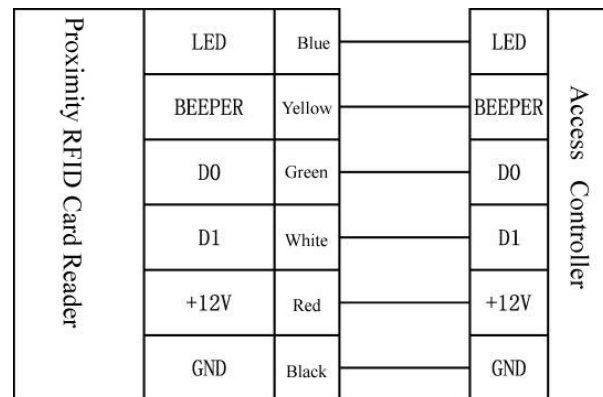 Proximity RFID Card Reader
LED Blue LED
BEEPER Yellow BEEPER
D0 Green D0
D1 White D1
+12V Red +12V
GND Black GND
Access Controller